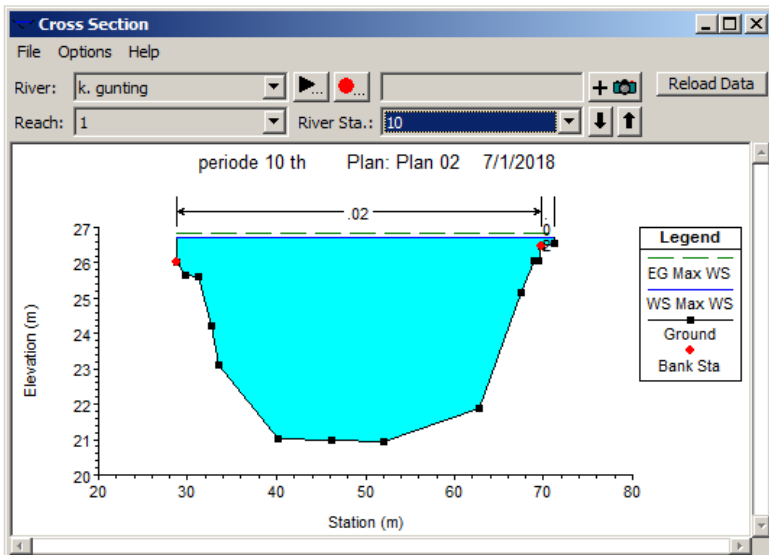 Cross Section
File Options Help
River: k. gunting ... ... + Reload Data
Reach: 1 River Sta.: 10
periode 10 th Plan: Plan 02 7/1/2018
.02
27
26
25
24
23
22
21
20
Elevation (m)
20 30 40 50 60 70 80
Station (m)
Legend
EG Max WS
WS Max WS
Ground
Bank Sta